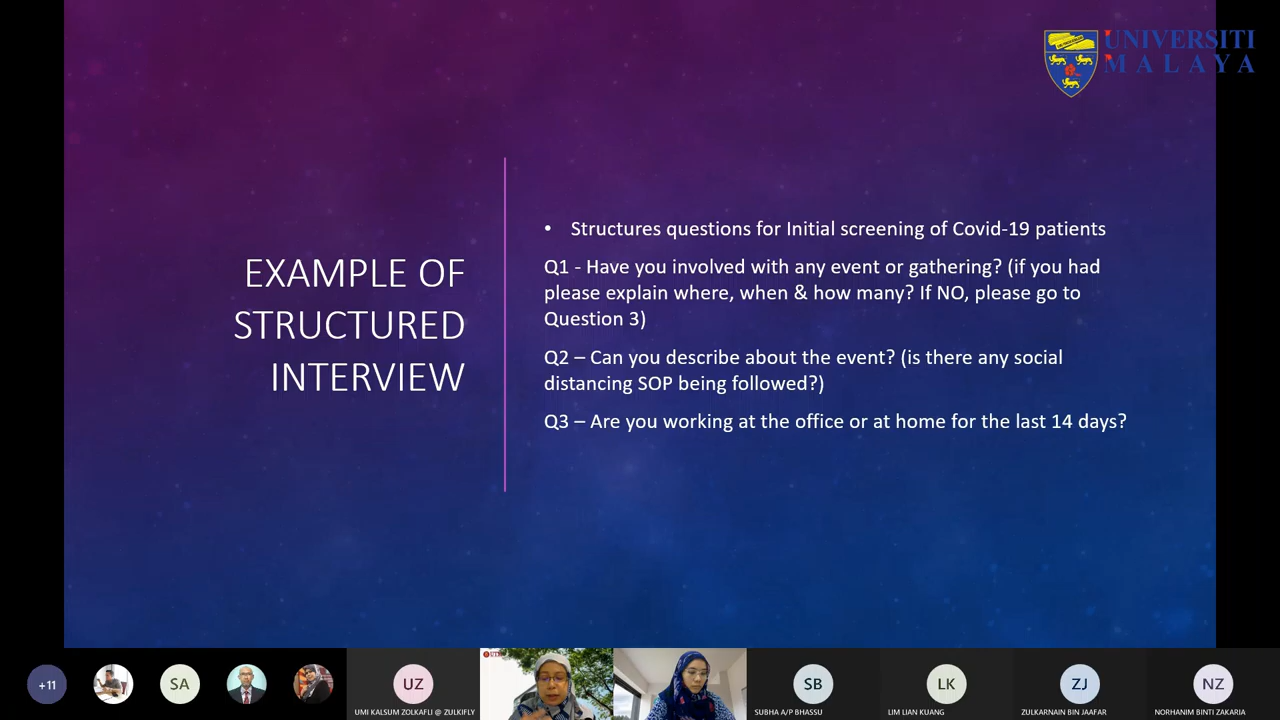 UNIVERSITI
MALAYA
EXAMPLE OF
STRUCTURED
INTERVIEW
• Structures questions for Initial screening of Covid-19 patients
Q1 - Have you involved with any event or gathering? (if you had
please explain where, when & how many? If NO, please go to
Question 3)
Q2 – Can you describe about the event? (is there any social
distancing SOP being followed?)
Q3 – Are you working at the office or at home for the last 14 days?
+11
SA
UZ
UMI KALSUM ZOLKAFLI @ ZULKIFLY
SB
SUBHA A/P BHASSU
LK
LIM LIAN KUANG
ZJ
ZULKARNAIN BIN JAAFAR
NZ
NORHANIM BINTI ZAKARIA